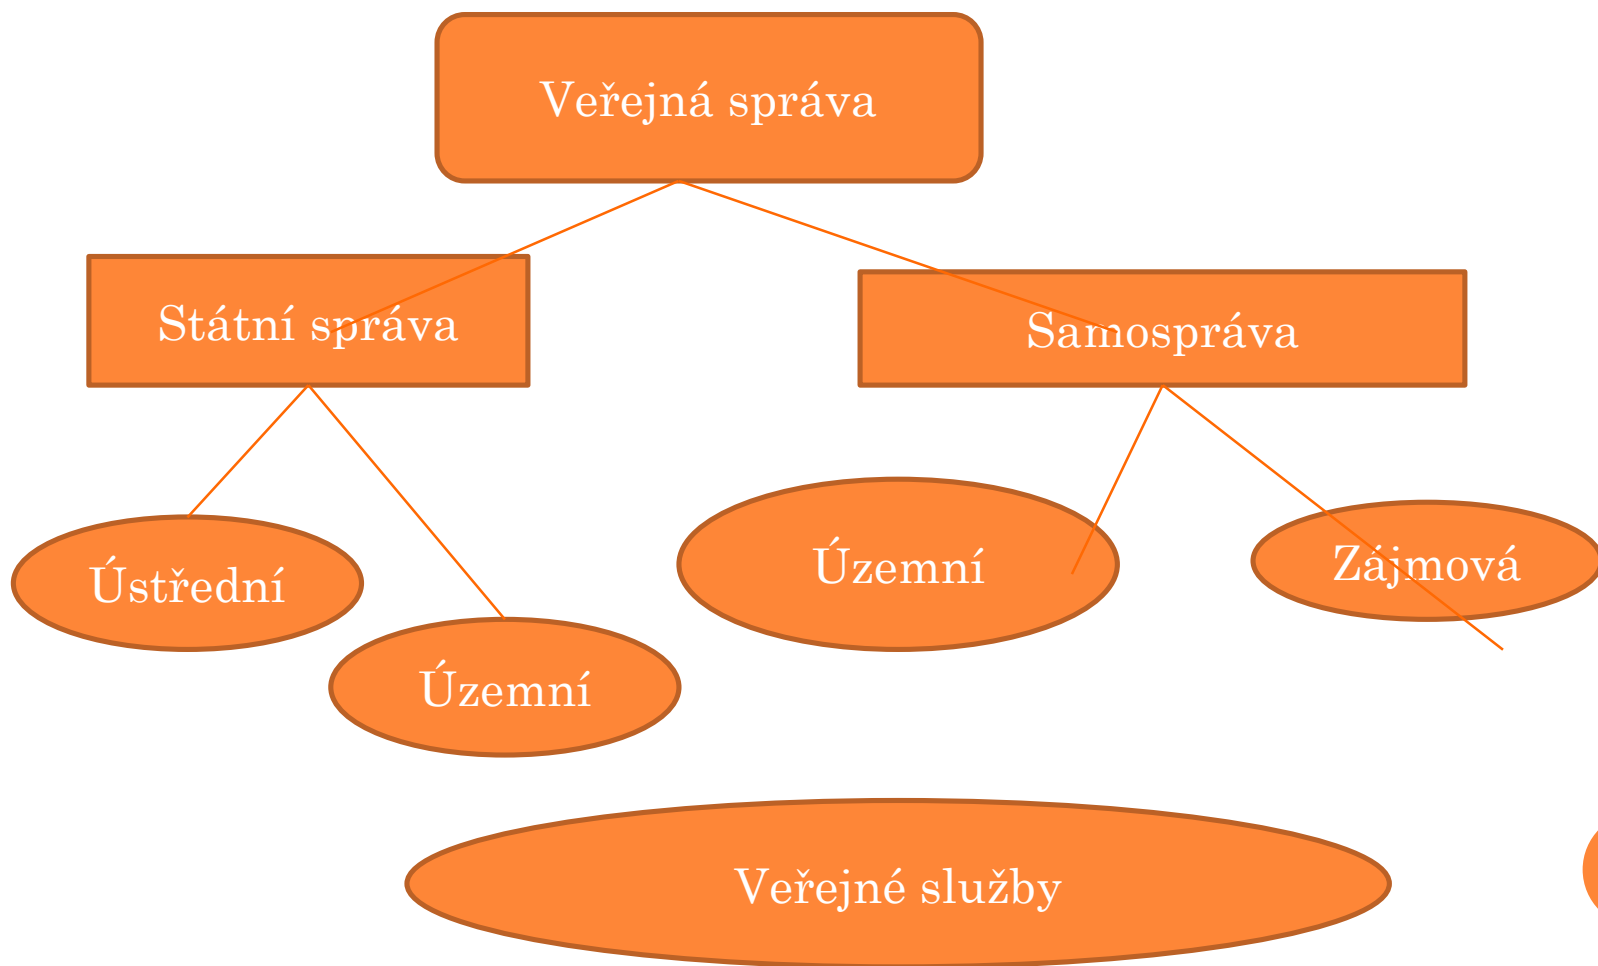 Veřejná správa
Státní správa
Samospráva
Ústřední
Územní
Územní
Zájmová
Veřejné služby